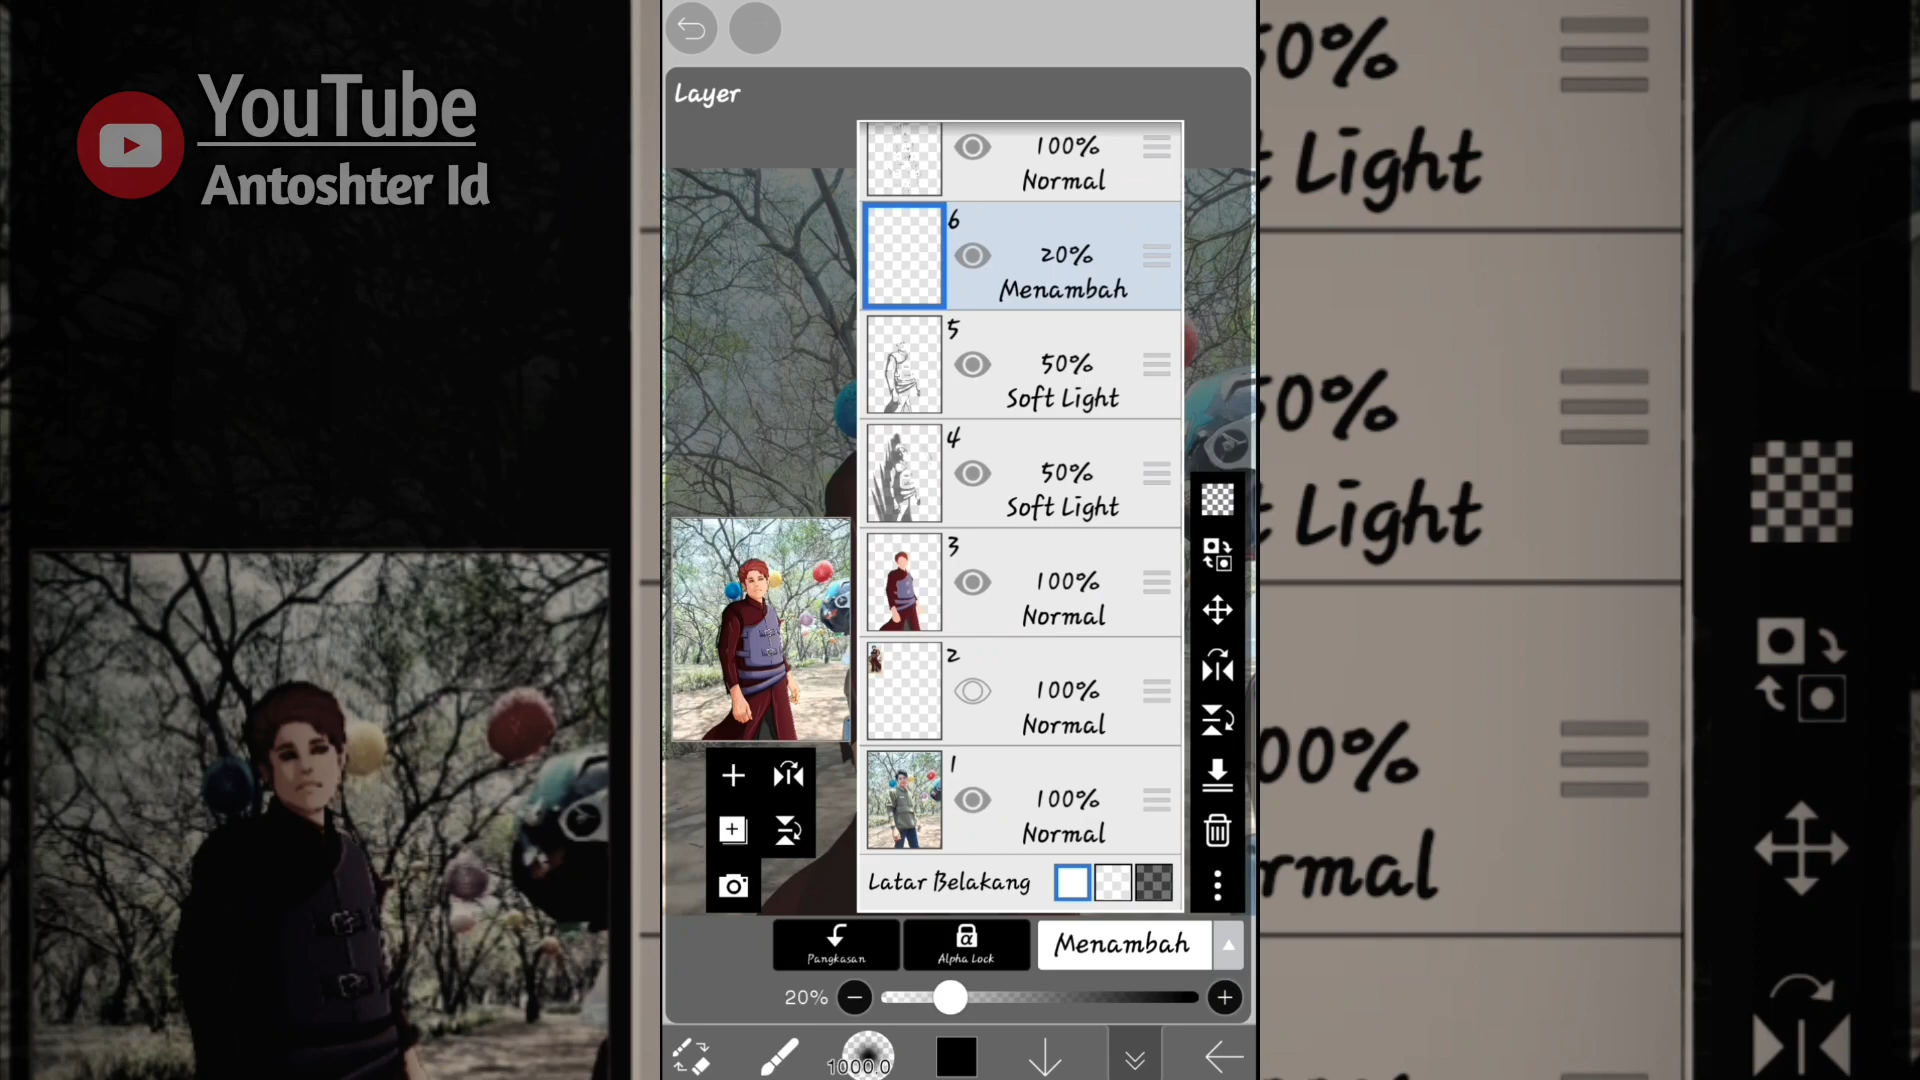 YouTube
Antoshter Id
Layer
100%
Normal
6
20%
Menambah
5
50%
Soft Light
4
50%
Soft Light
3
100%
Normal
2
100%
Normal
1
100%
Normal
Latar Belakang
Pangkasan
α
Alpha Lock
Menambah
20%
1000.0
50%
t Light
50%
t Light
00%
rmal